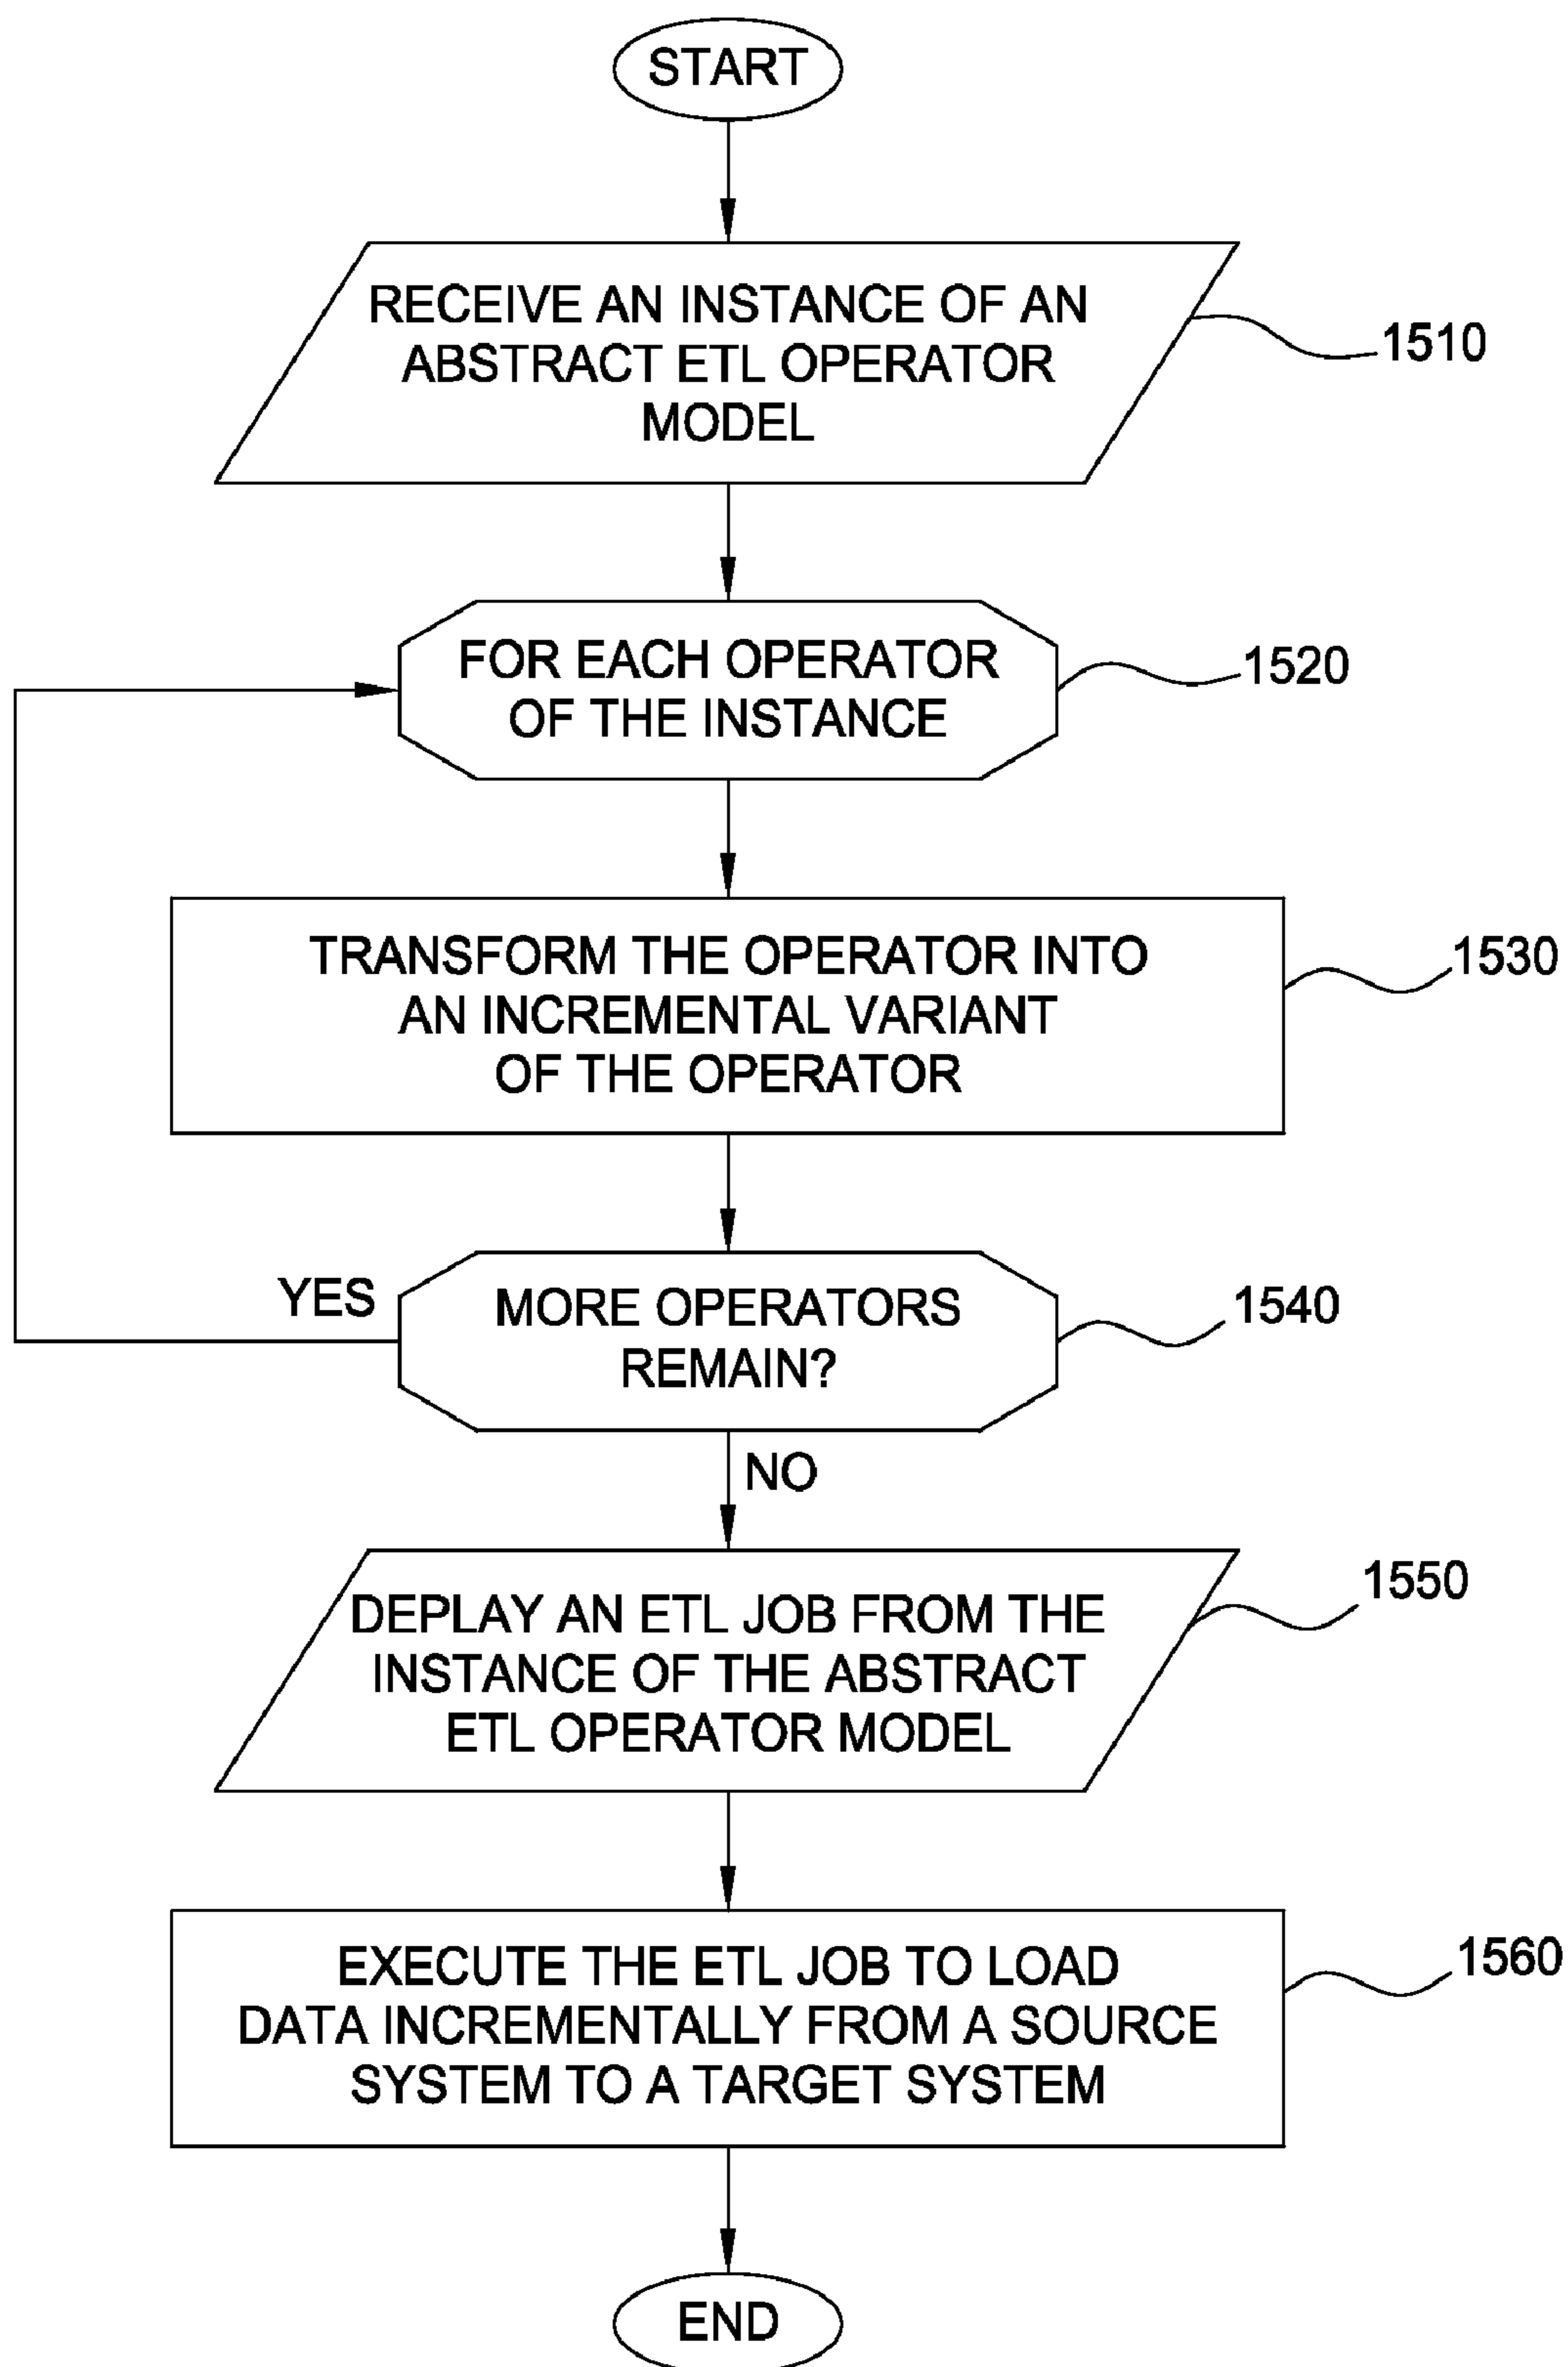 START
RECEIVE AN INSTANCE OF AN
ABSTRACT ETL OPERATOR
MODEL
1510
FOR EACH OPERATOR
OF THE INSTANCE
1520
TRANSFORM THE OPERATOR INTO
AN INCREMENTAL VARIANT
OF THE OPERATOR
1530
YES
MORE OPERATORS
REMAIN?
1540
NO
DEPLAY AN ETL JOB FROM THE
INSTANCE OF THE ABSTRACT
ETL OPERATOR MODEL
1550
EXECUTE THE ETL JOB TO LOAD
DATA INCREMENTALLY FROM A SOURCE
SYSTEM TO A TARGET SYSTEM
1560
END